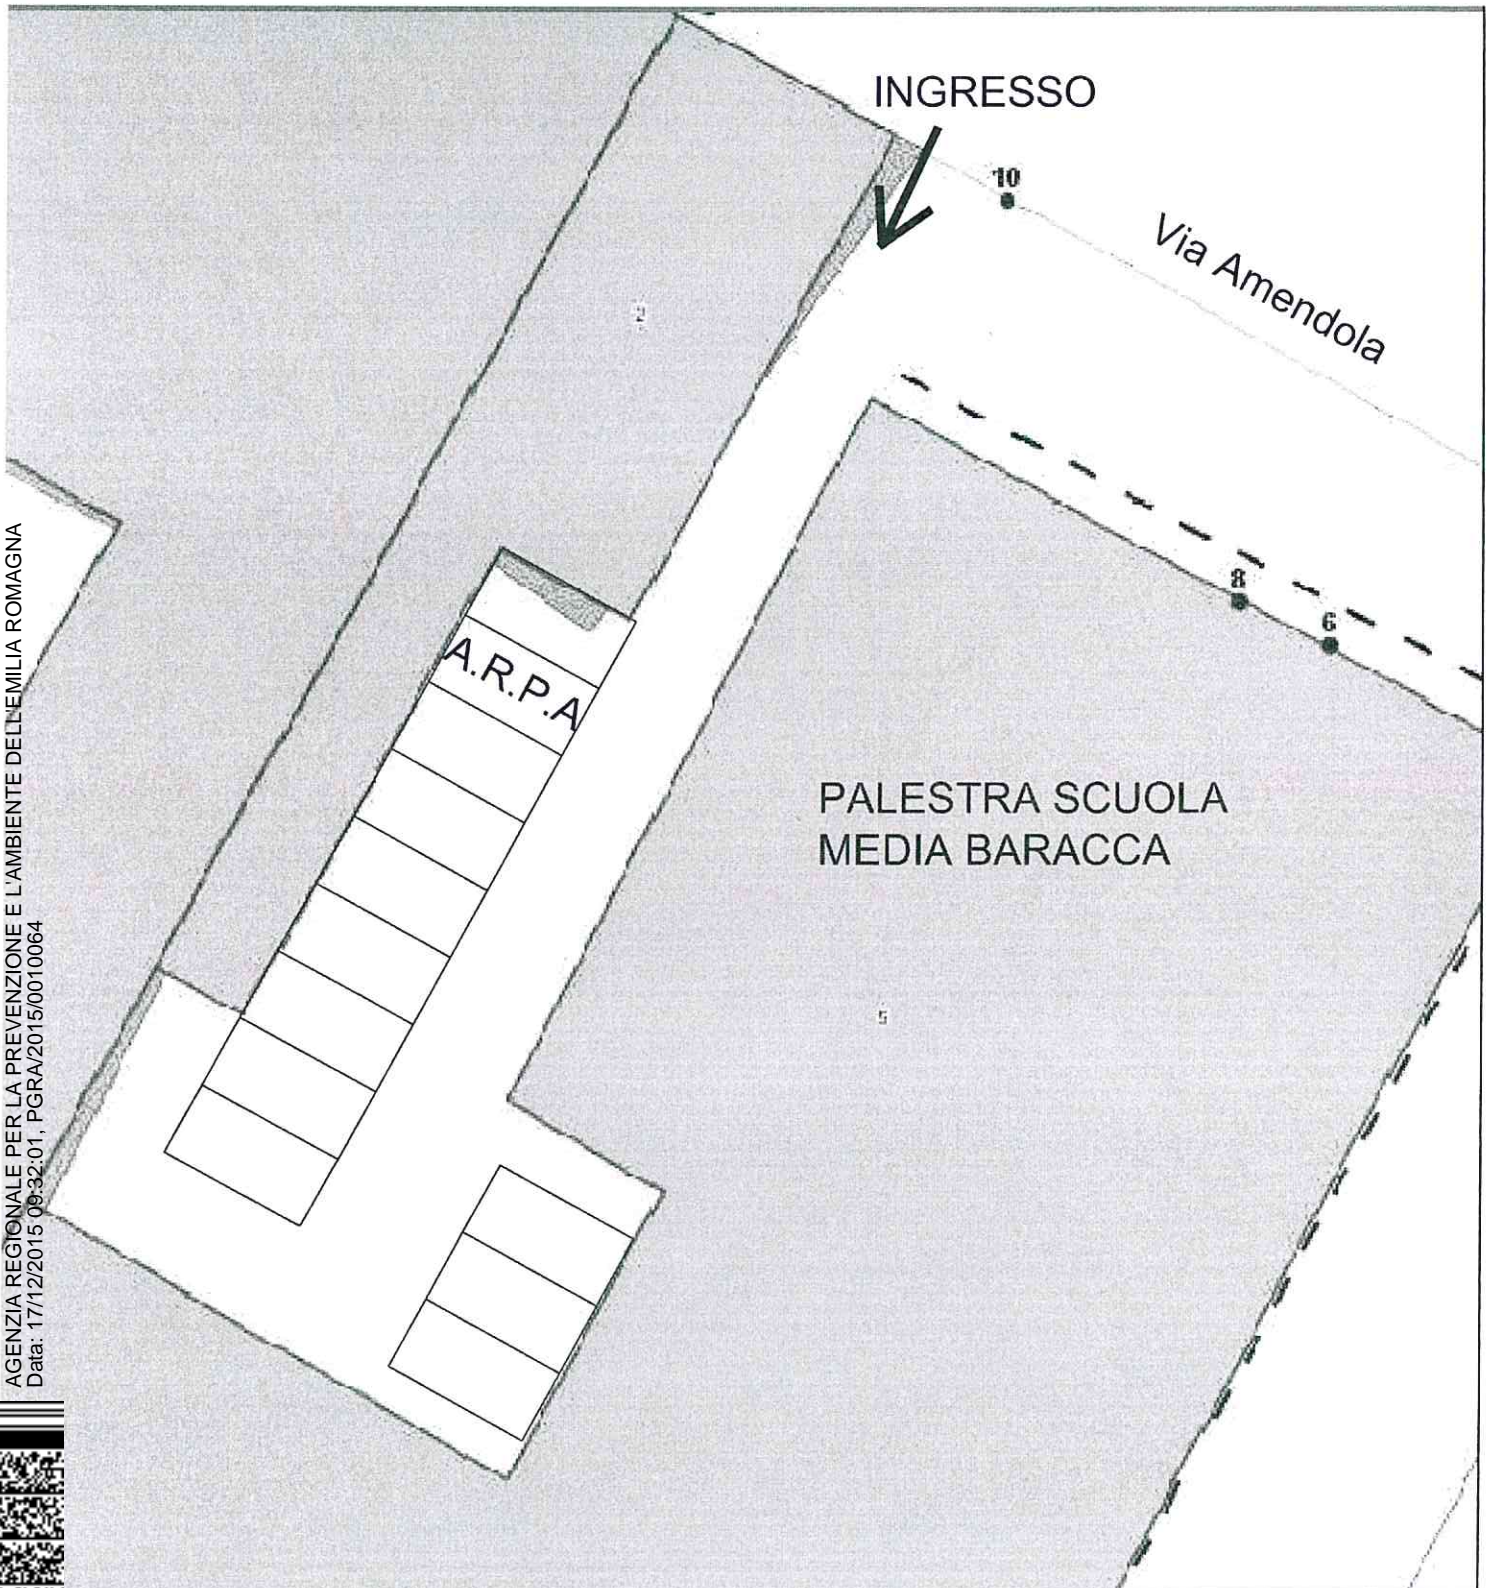 INGRESSO
10
Via Amendola
2
8
6
A.R.P.A
PALESTRA SCUOLA
MEDIA BARACCA
5
AGENZIA REGIONALE PER LA PREVENZIONE E L'AMBIENTE DELL'EMILIA ROMAGNA
Data: 17/12/2015 09:32:01, PGRA/2015/0010064